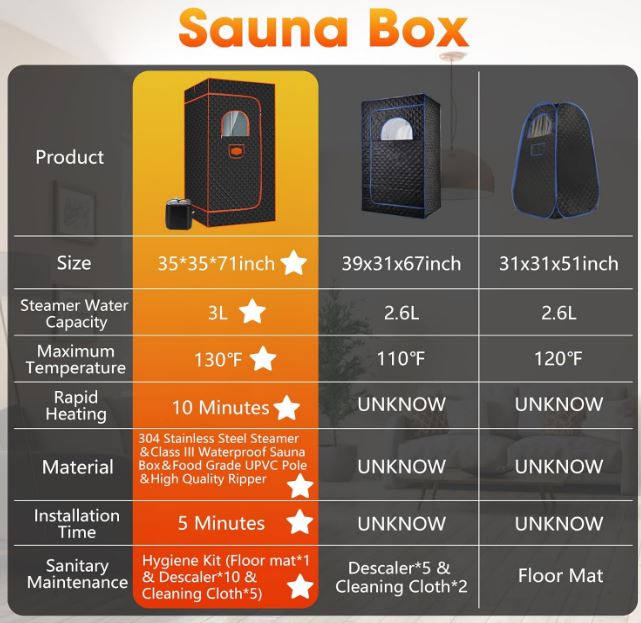 Sauna Box
Product
Size
35*35*71inch
39x31x67inch
31x31x51inch
Steamer Water
Capacity
3L
2.6L
2.6L
Maximum
Temperature
130°F
110°F
120°F
Rapid
Heating
10 Minutes
UNKNOW
UNKNOW
Material
304 Stainless Steel Steamer
&Class III Waterproof Sauna
Box&Food Grade UPVC Pole
&High Quality Ripper
UNKNOW
UNKNOW
Installation
Time
5 Minutes
UNKNOW
UNKNOW
Sanitary
Maintenance
Hygiene Kit (Floor mat*1
& Descaler*10 &
Cleaning Cloth*5)
Descaler*5 &
Cleaning Cloth*2
Floor Mat